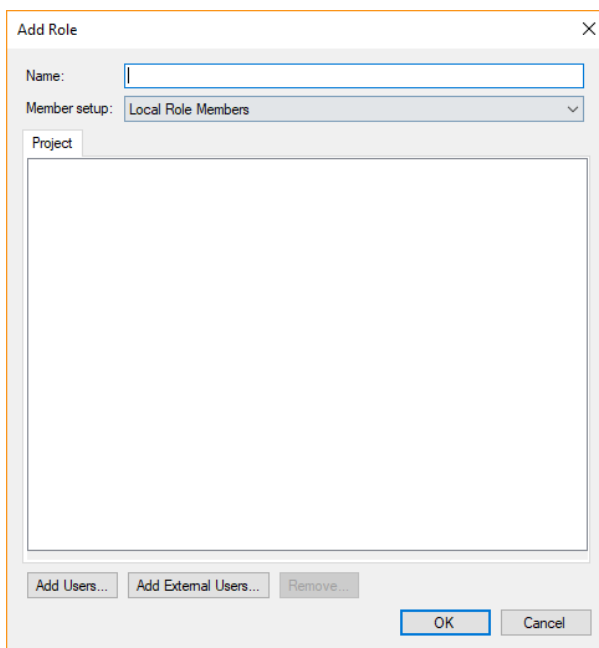 Add Role
Name:
Member setup: Local Role Members
Project
Add Users... Add External Users... Remove...
OK Cancel